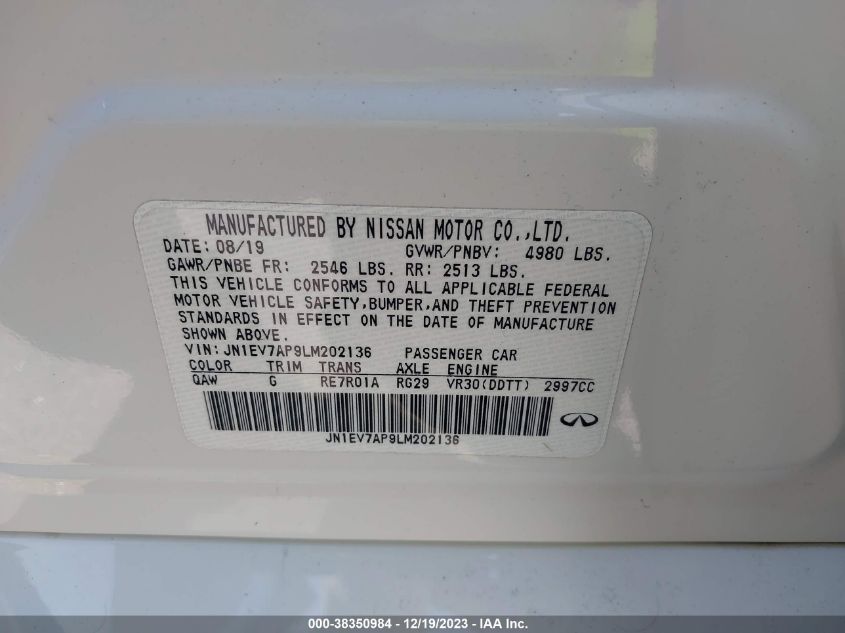 MANUFACTURED BY NISSAN MOTOR CO.,LTD.
DATE: 08/19 GVWR/PNBV: 4980 LBS.
GAWR/PNBE FR: 2546 LBS. RR: 2513 LBS.
THIS VEHICLE CONFORMS TO ALL APPLICABLE FEDERAL
MOTOR VEHICLE SAFETY,BUMPER,AND THEFT PREVENTION
STANDARDS IN EFFECT ON THE DATE OF MANUFACTURE
SHOWN ABOVE.
VIN: JN1EV7AP9LM202136 PASSENGER CAR
COLOR TRIM TRANS AXLE ENGINE
QAW G RE7R01A RG29 VR30(DDTT) 2997CC
JN1EV7AP9LM202136
000-38350984 - 12/19/2023 - IAA Inc.